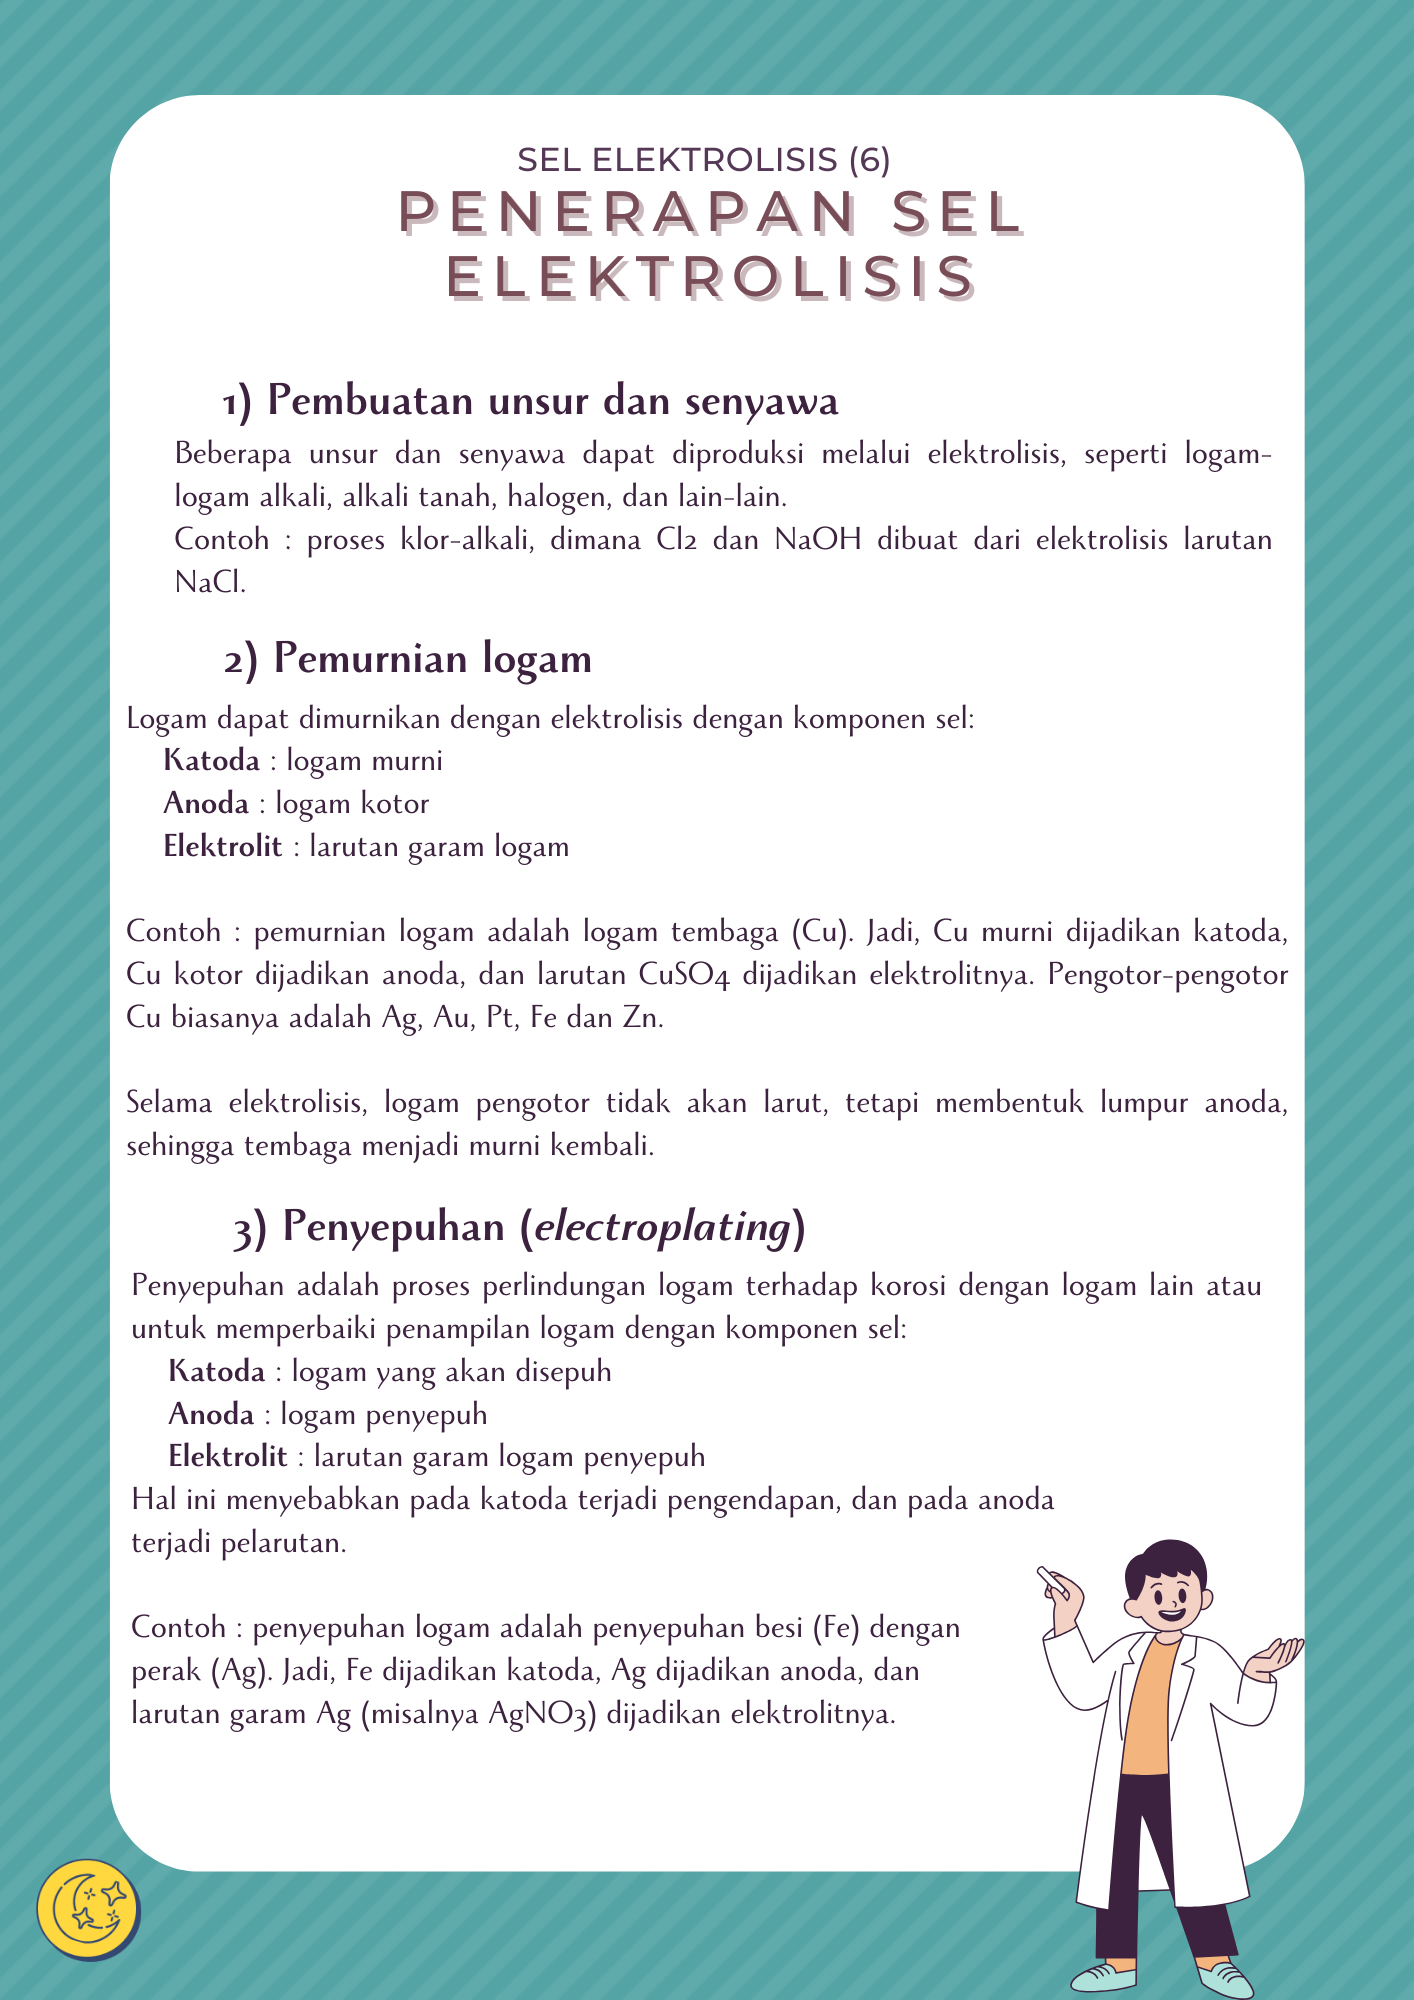 SEL ELEKTROLISIS (6)
PENERAPAN SEL
ELEKTROLISIS
1) Pembuatan unsur dan senyawa
Beberapa unsur dan senyawa dapat diproduksi melalui elektrolisis, seperti logam-
logam alkali, alkali tanah, halogen, dan lain-lain.
Contoh : proses klor-alkali, dimana Cl2 dan NaOH dibuat dari elektrolisis larutan
NaCl.
2) Pemurnian logam
Logam dapat dimurnikan dengan elektrolisis dengan komponen sel:
Katoda : logam murni
Anoda : logam kotor
Elektrolit : larutan garam logam
Contoh : pemurnian logam adalah logam tembaga (Cu). Jadi, Cu murni dijadikan katoda,
Cu kotor dijadikan anoda, dan larutan CuSO4 dijadikan elektrolitnya. Pengotor-pengotor
Cu biasanya adalah Ag, Au, Pt, Fe dan Zn.
Selama elektrolisis, logam pengotor tidak akan larut, tetapi membentuk lumpur anoda,
sehingga tembaga menjadi murni kembali.
3) Penyepuhan (electroplating)
Penyepuhan adalah proses perlindungan logam terhadap korosi dengan logam lain atau
untuk memperbaiki penampilan logam dengan komponen sel:
Katoda : logam yang akan disepuh
Anoda : logam penyepuh
Elektrolit : larutan garam logam penyepuh
Hal ini menyebabkan pada katoda terjadi pengendapan, dan pada anoda
terjadi pelarutan.
Contoh : penyepuhan logam adalah penyepuhan besi (Fe) dengan
perak (Ag). Jadi, Fe dijadikan katoda, Ag dijadikan anoda, dan
larutan garam Ag (misalnya AgNO3) dijadikan elektrolitnya.